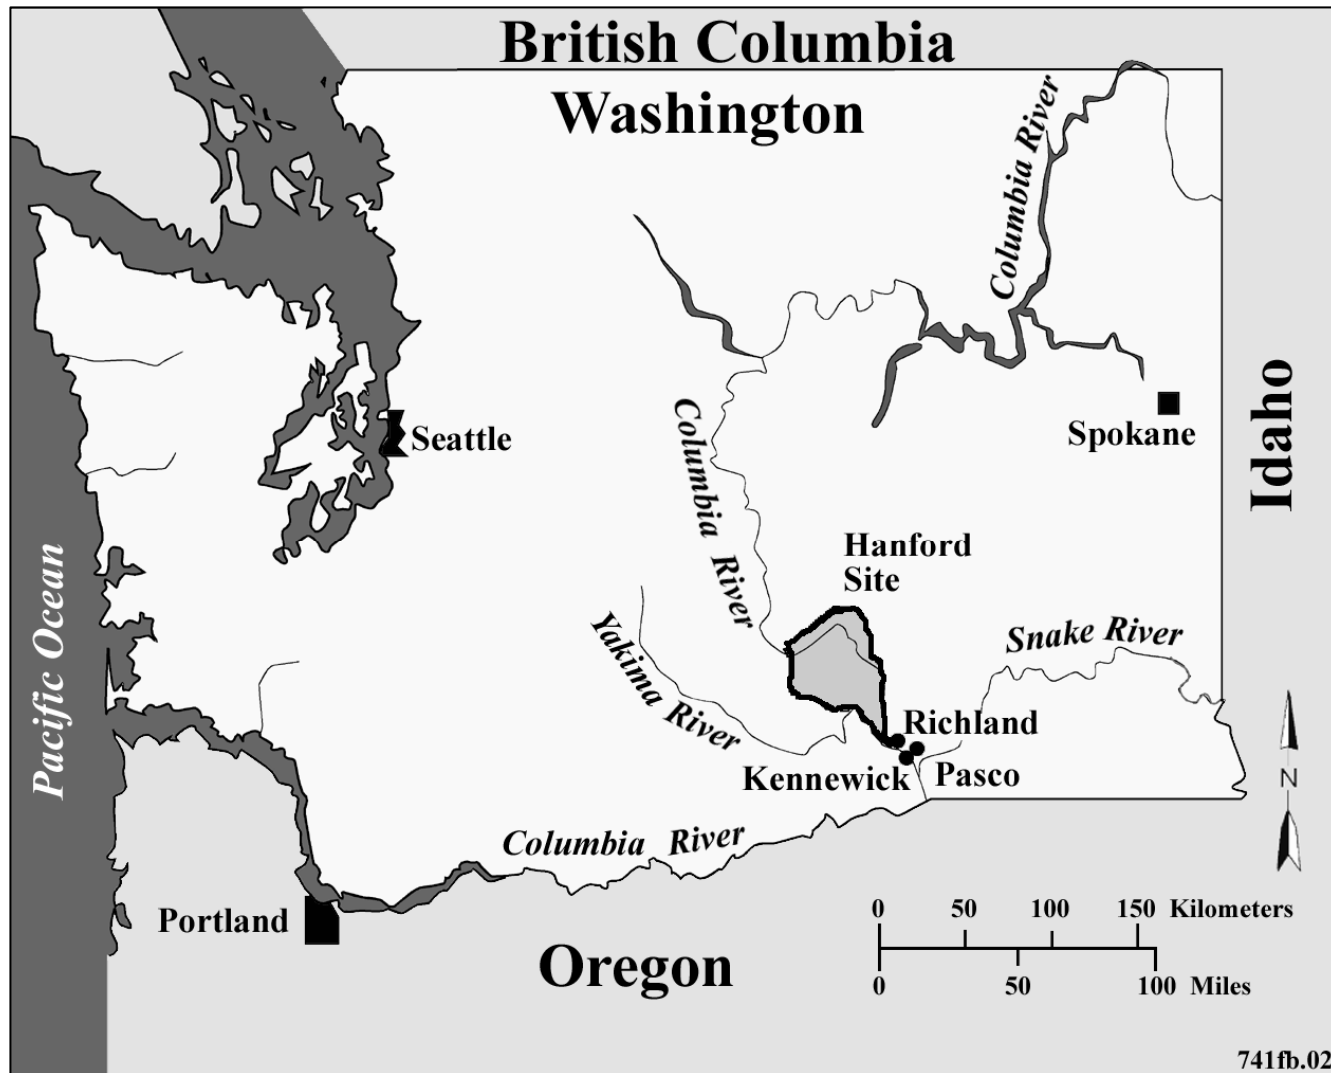 British Columbia
Washington
Columbia River
Idaho
Spokane
Seattle
Columbia River
Hanford
Site
Pacific Ocean
Yakima River
Snake River
Richland
Kennewick
Pasco
N
Columbia River
Portland
Oregon
0 50 100 150 Kilometers
0 50 100 Miles
741fb.02